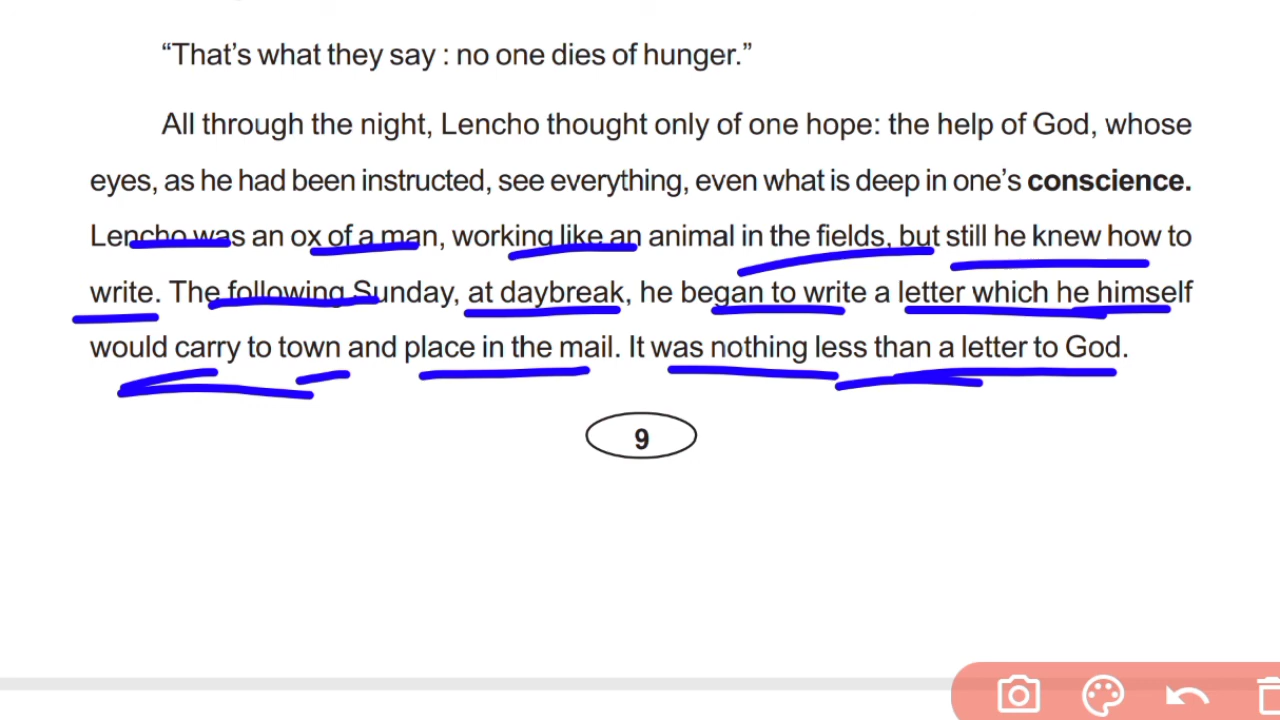 “That’s what they say : no one dies of hunger.”
All through the night, Lencho thought only of one hope: the help of God, whose
eyes, as he had been instructed, see everything, even what is deep in one’s conscience.
Lencho was an ox of a man, working like an animal in the fields, but still he knew how to
write. The following Sunday, at daybreak, he began to write a letter which he himself
would carry to town and place in the mail. It was nothing less than a letter to God.
9